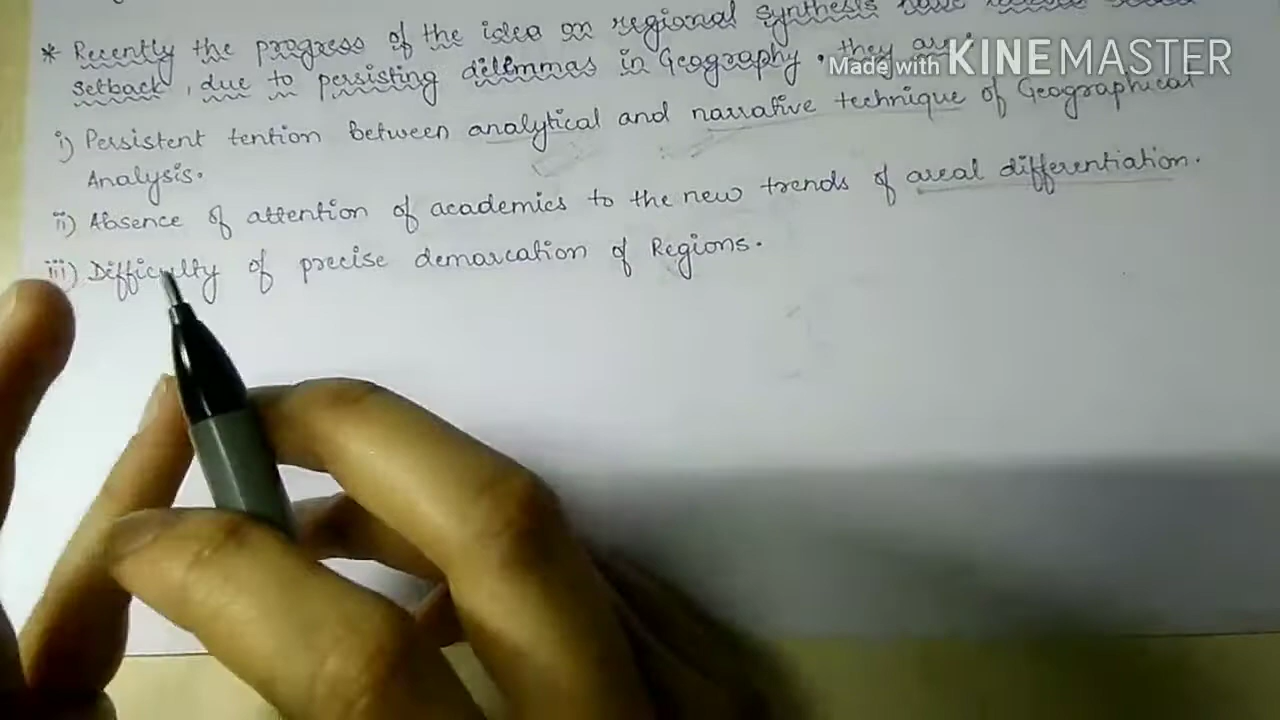 * Recently the progress of the idea on regional synthesis have
setback, due to persisting dilemmas in Geography. they are
Made with KINEMASTER
i) Persistent tention between analytical and narrative technique of Geographical
Analysis.
ii) Absence of attention of academics to the new trends of areal differentiation.
iii) Difficulty of precise demarcation of Regions.